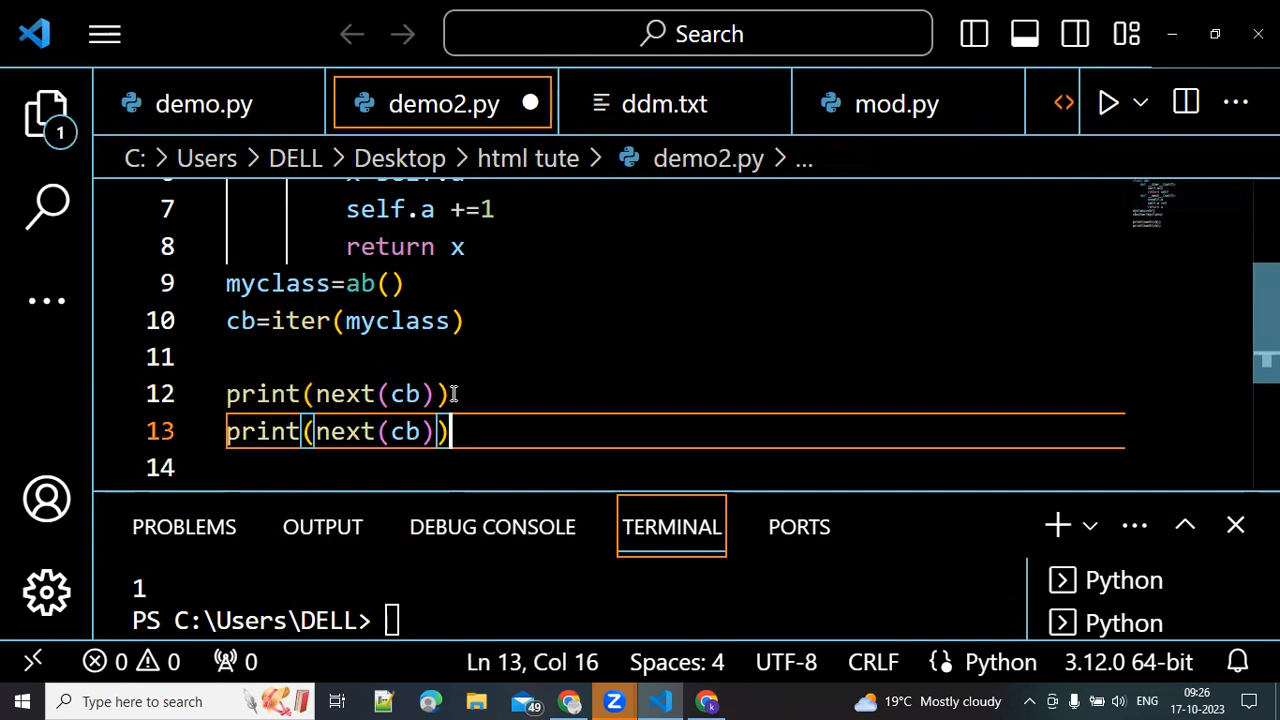 Search
demo.py demo2.py ddm.txt mod.py
C: > Users > DELL > Desktop > html tute > demo2.py > ...
7 self.a +=1
8 return x
9 myclass=ab()
10 cb=iter(myclass)
11
12 print(next(cb))
13 print(next(cb))
14
PROBLEMS OUTPUT DEBUG CONSOLE TERMINAL PORTS
1
PS C:\Users\DELL>
Python
Python
1
0 0 0 Ln 13, Col 16 Spaces: 4 UTF-8 CRLF Python 3.12.0 64-bit
Type here to search 49 19°C Mostly cloudy ENG 09:26
17-10-2023